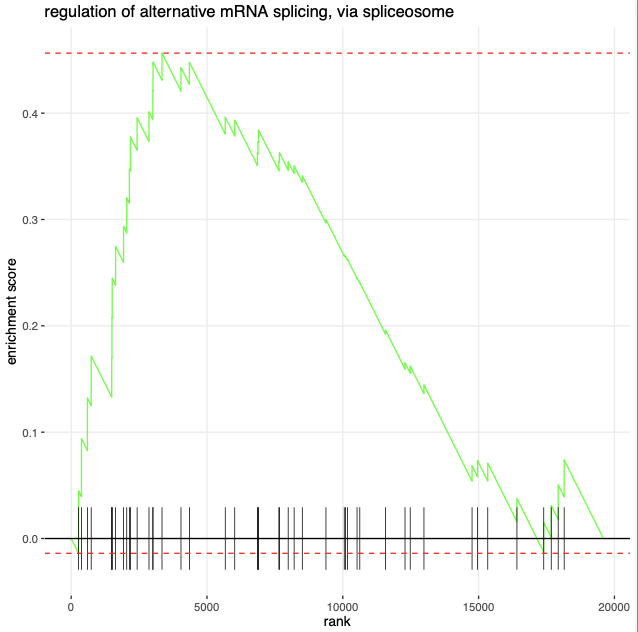 regulation of alternative mRNA splicing, via spliceosome
enrichment score
0.4
0.3
0.2
0.1
0.0
0 5000 10000 15000 20000
rank